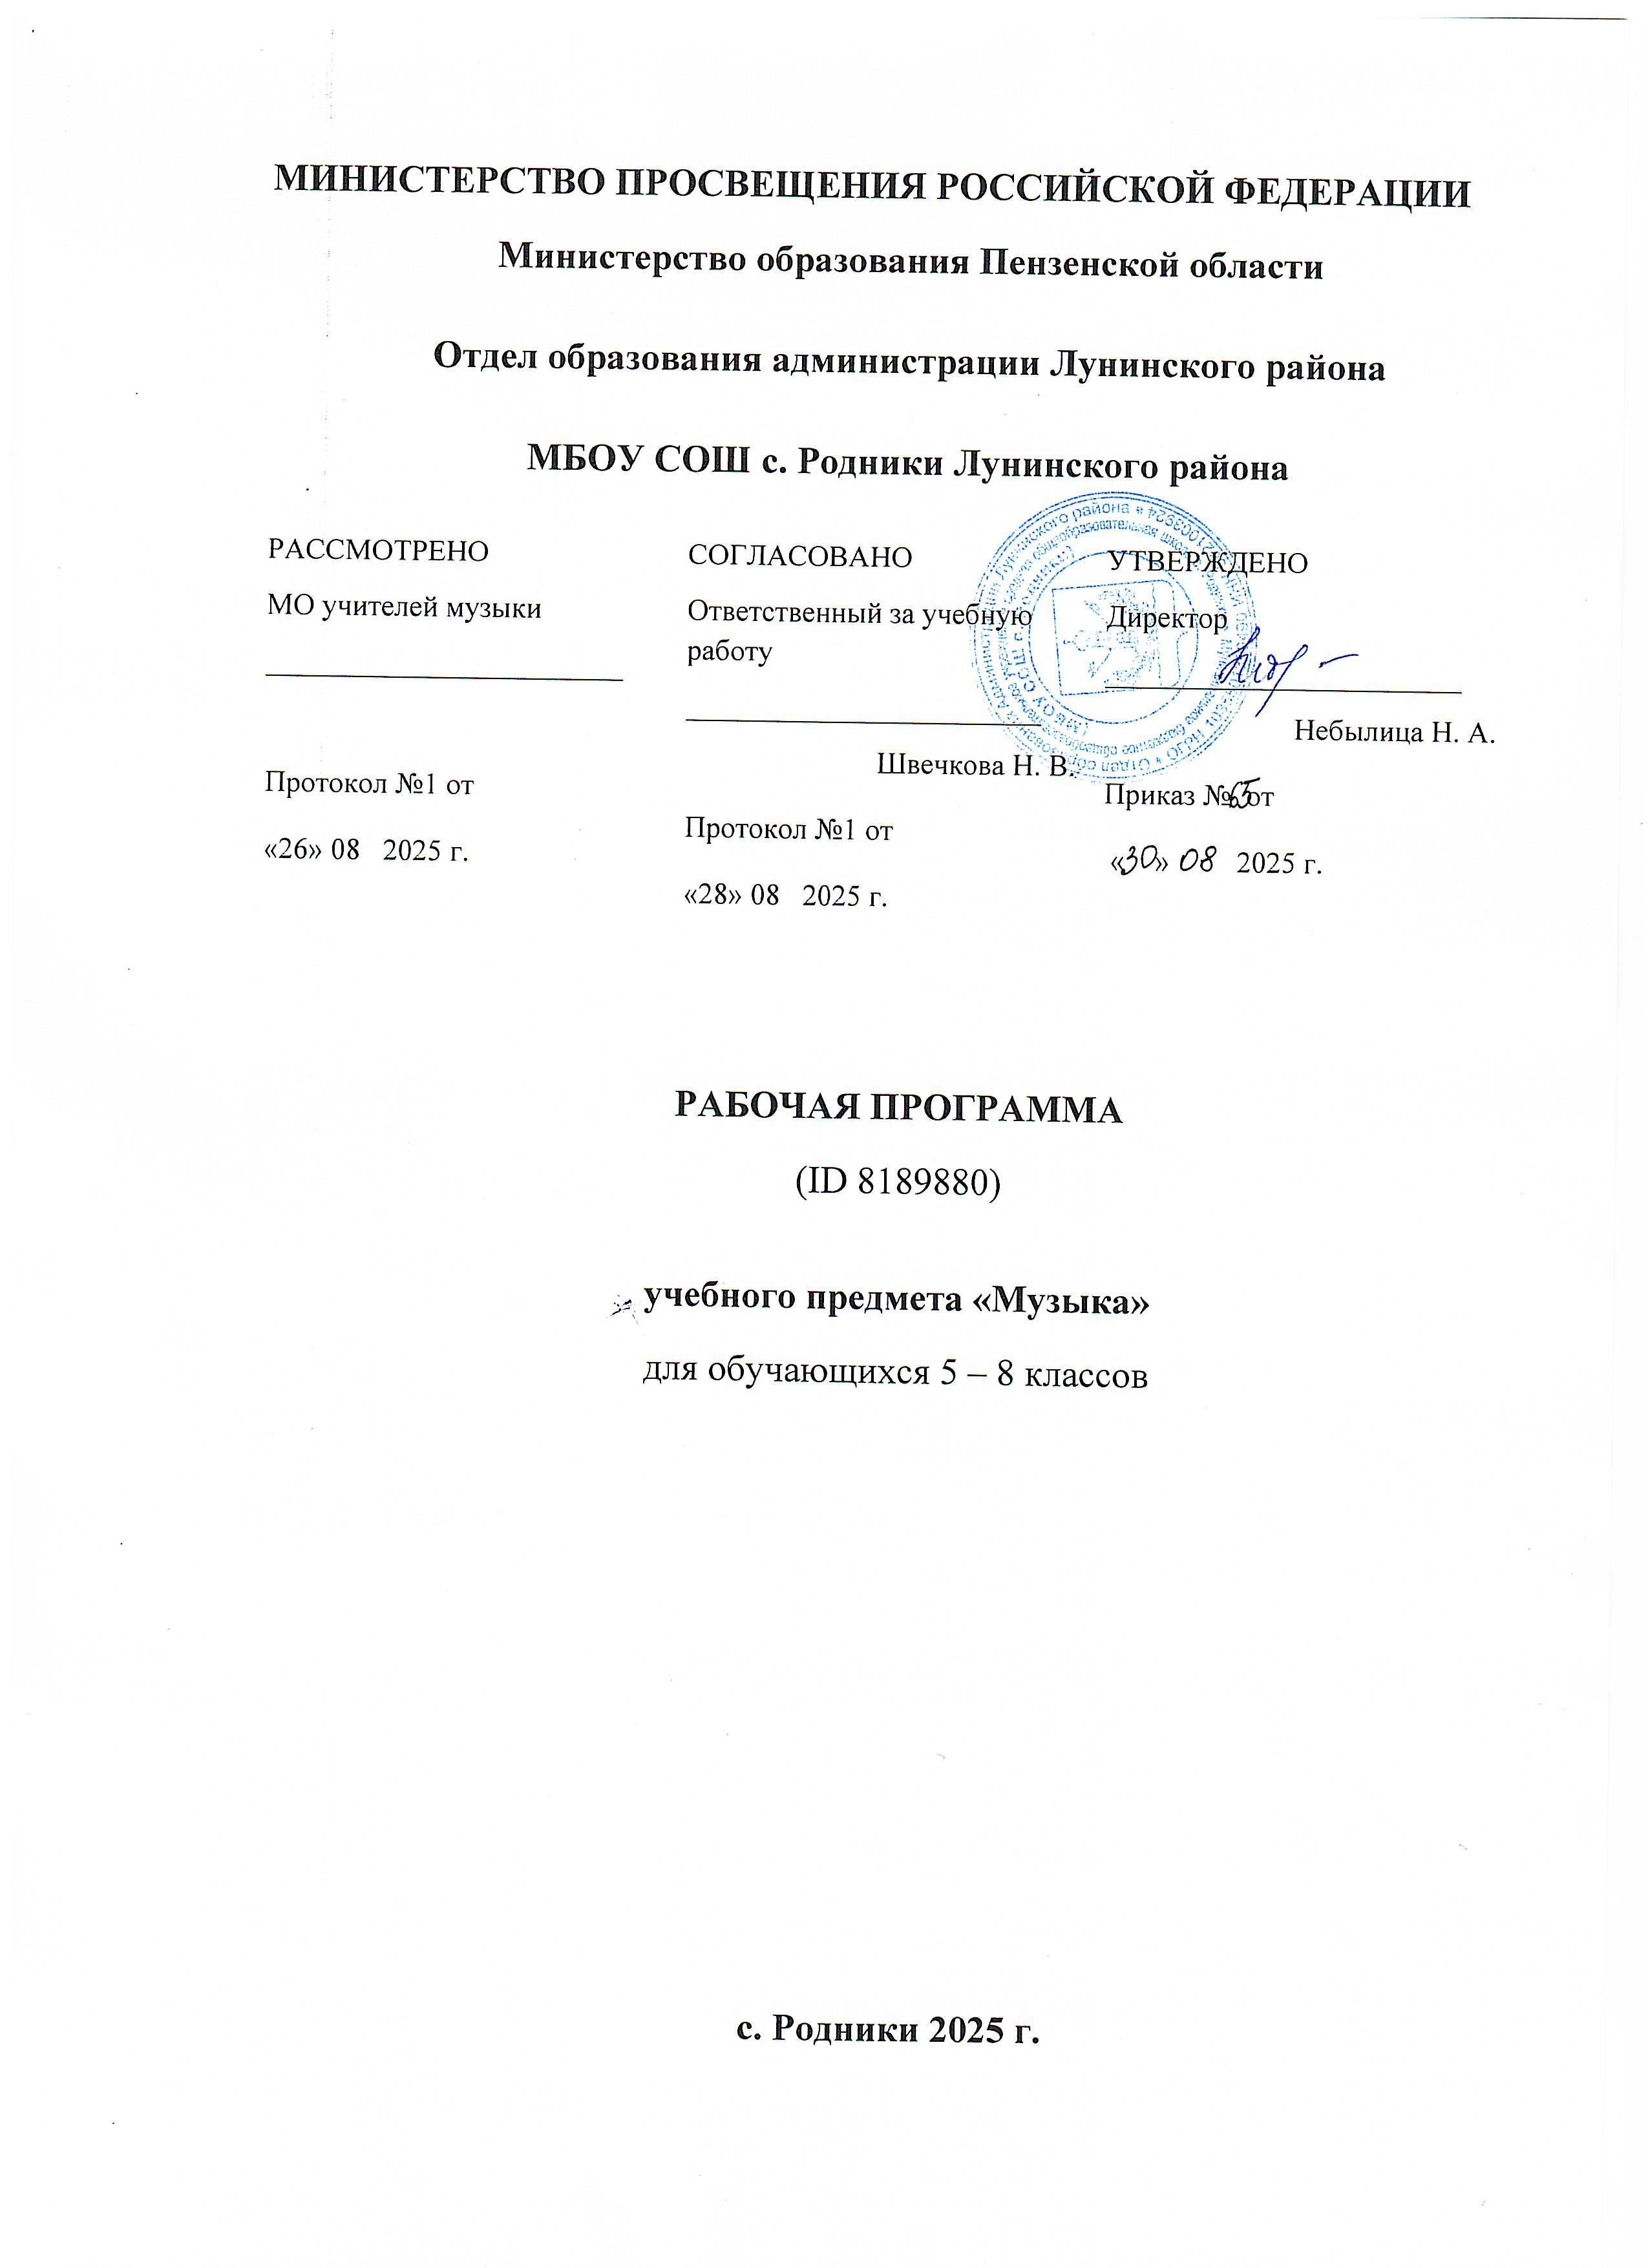 МИНИСТЕРСТВО ПРОСВЕЩЕНИЯ РОССИЙСКОЙ ФЕДЕРАЦИИ
Министерство образования Пензенской области
Отдел образования администрации Лунинского района
МБОУ СОШ с. Родники Лунинского района
РАССМОТРЕНО
МО учителей музыки
Протокол №1 от
«26» 08 2025 г.
СОГЛАСОВАНО
Ответственный за учебную
работу
Швечкова Н. В.
Протокол №1 от
«28» 08 2025 г.
УТВЕРЖДЕНО
Директор
Небылица Н. А.
Приказ №65 от
«30» 08 2025 г.
РАБОЧАЯ ПРОГРАММА
(ID 8189880)
учебного предмета «Музыка»
для обучающихся 5 – 8 классов
с. Родники 2025 г.